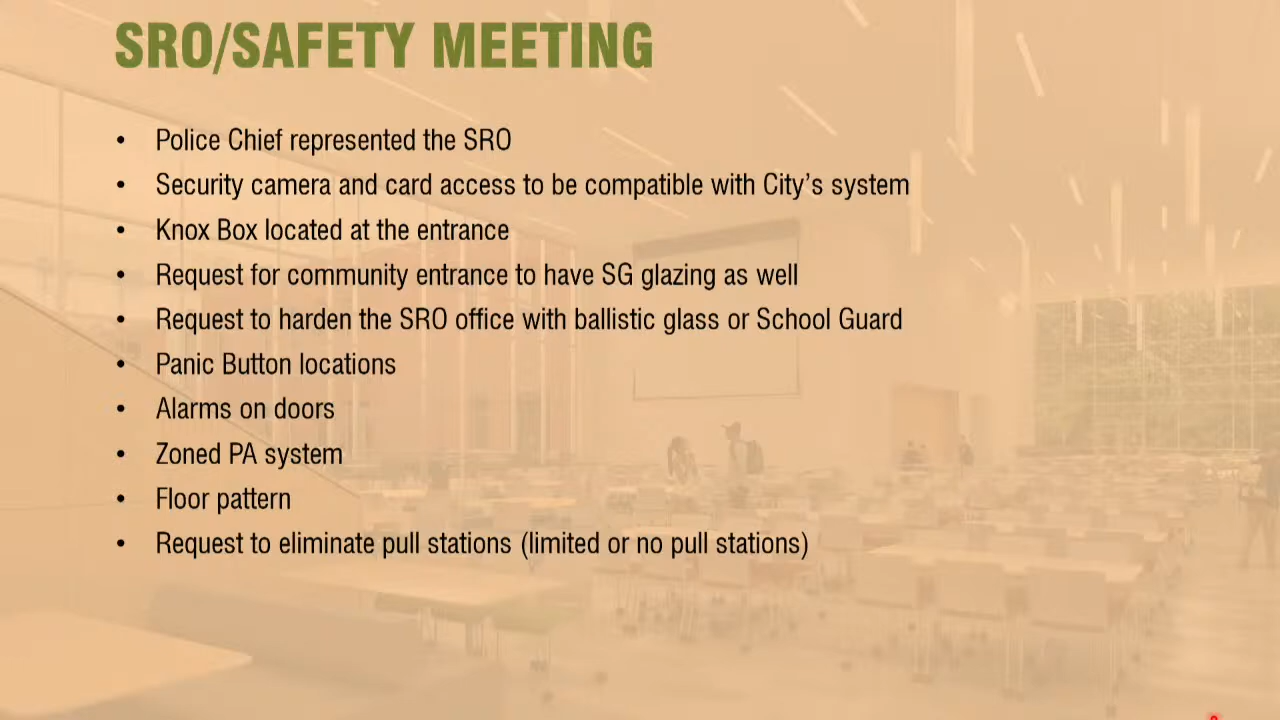 SRO/SAFETY MEETING
• Police Chief represented the SRO
• Security camera and card access to be compatible with City's system
• Knox Box located at the entrance
• Request for community entrance to have SG glazing as well
• Request to harden the SRO office with ballistic glass or School Guard
• Panic Button locations
• Alarms on doors
• Zoned PA system
• Floor pattern
• Request to eliminate pull stations (limited or no pull stations)